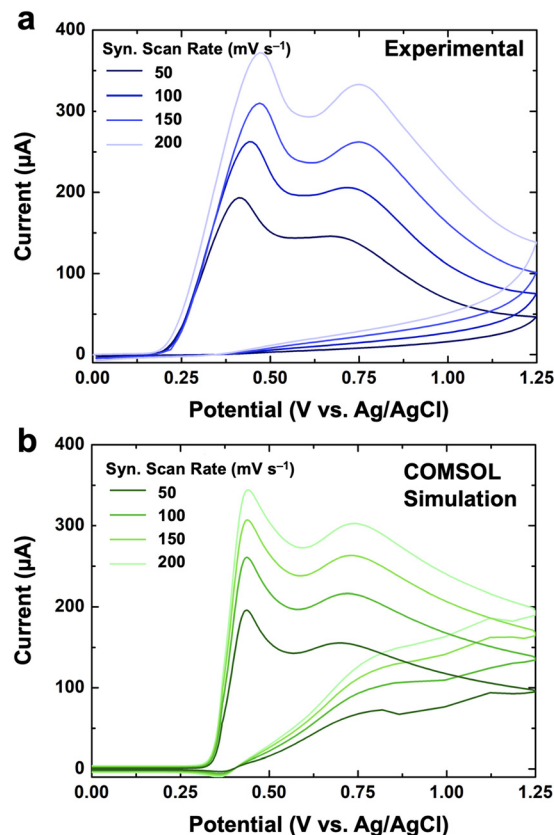 a
Experimental
Syn. Scan Rate (mV s⁻¹)
50
100
150
200
400
300
200
100
0
Current (µA)
0.00 0.25 0.50 0.75 1.00 1.25
Potential (V vs. Ag/AgCl)
b
COMSOL
Simulation
Syn. Scan Rate (mV s⁻¹)
50
100
150
200
400
300
200
100
0
Current (µA)
0.00 0.25 0.50 0.75 1.00 1.25
Potential (V vs. Ag/AgCl)